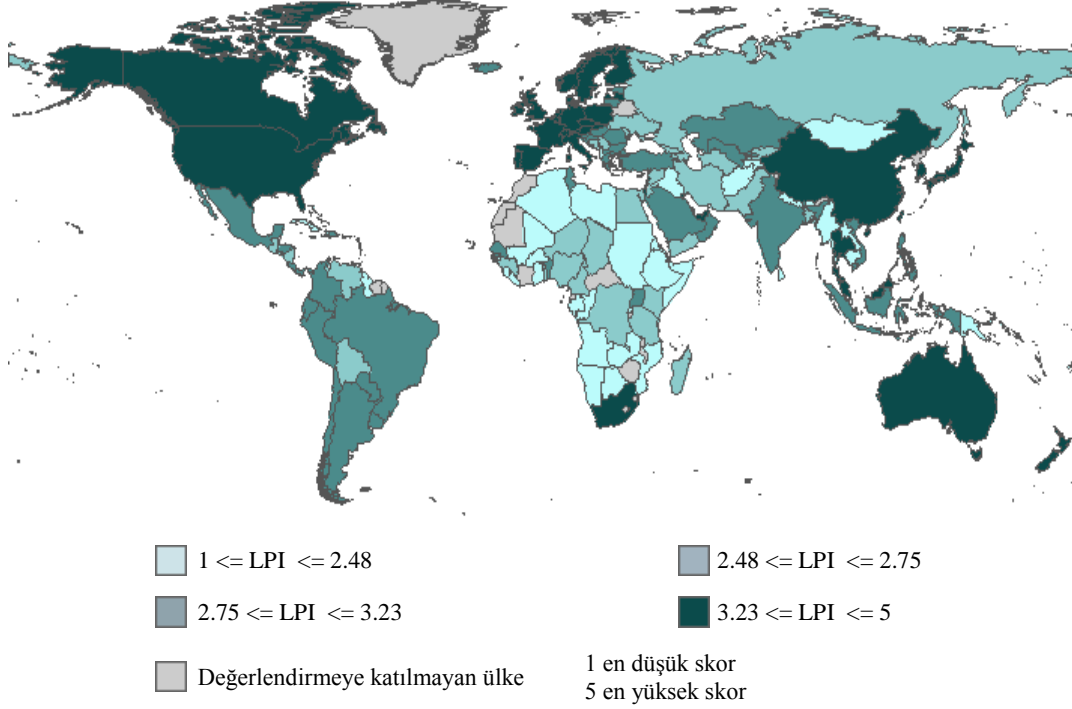 1 <= LPI <= 2.48
2.48 <= LPI <= 2.75
2.75 <= LPI <= 3.23
3.23 <= LPI <= 5
Değerlendirmeye katılmayan ülke
1 en düşük skor
5 en yüksek skor